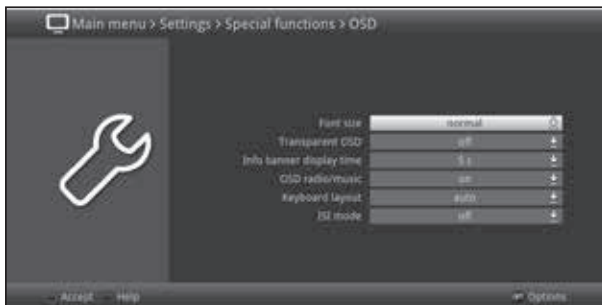 Main menu > Settings > Special functions > OSD
Font size normal
Transparent OSD off
Info banner display time 5 s
OSD radio/music on
Keyboard layout auto
ISI mode off
Accept Help Options